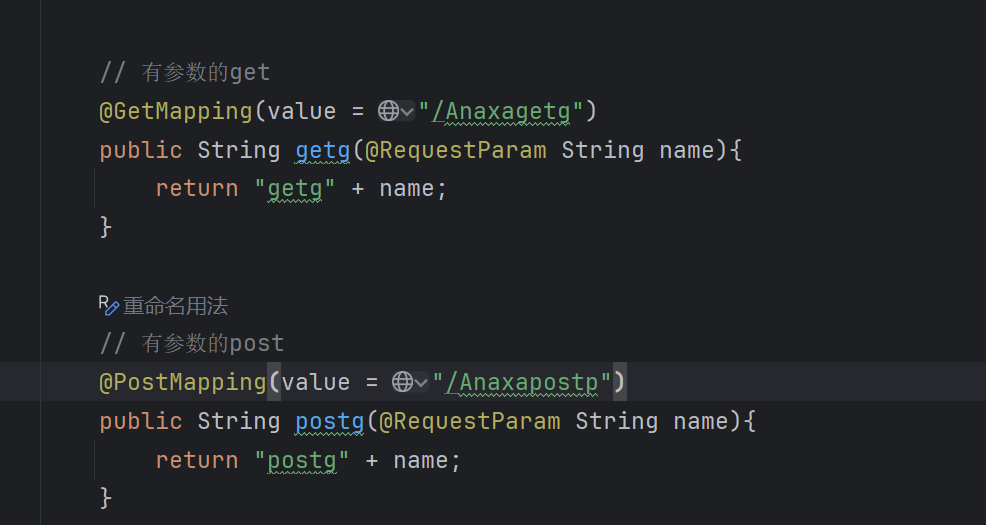 // 有参数的get
@GetMapping(value = "/Anaxagetg")
public String getg(@RequestParam String name){
return "getg" + name;
}
重命名用法
// 有参数的post
@PostMapping(value = "/Anaxapostp")
public String postg(@RequestParam String name){
return "postg" + name;
}